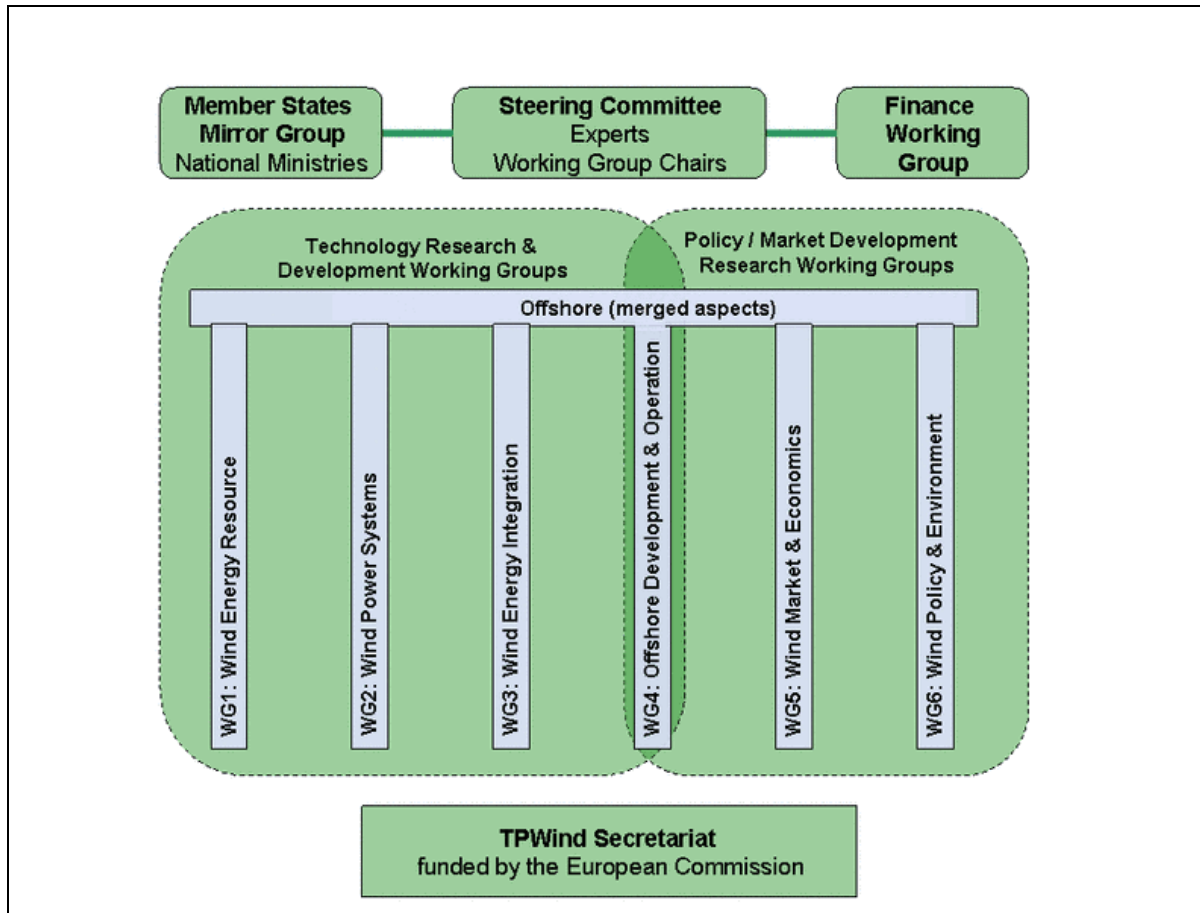 Member States
Mirror Group
National Ministries
Steering Committee
Experts
Working Group Chairs
Finance
Working
Group
Technology Research &
Development Working Groups
Policy / Market Development
Research Working Groups
Offshore (merged aspects)
WG1: Wind Energy Resource
WG2: Wind Power Systems
WG3: Wind Energy Integration
WG4: Offshore Development & Operation
WG5: Wind Market & Economics
WG6: Wind Policy & Environment
TPWind Secretariat
funded by the European Commission